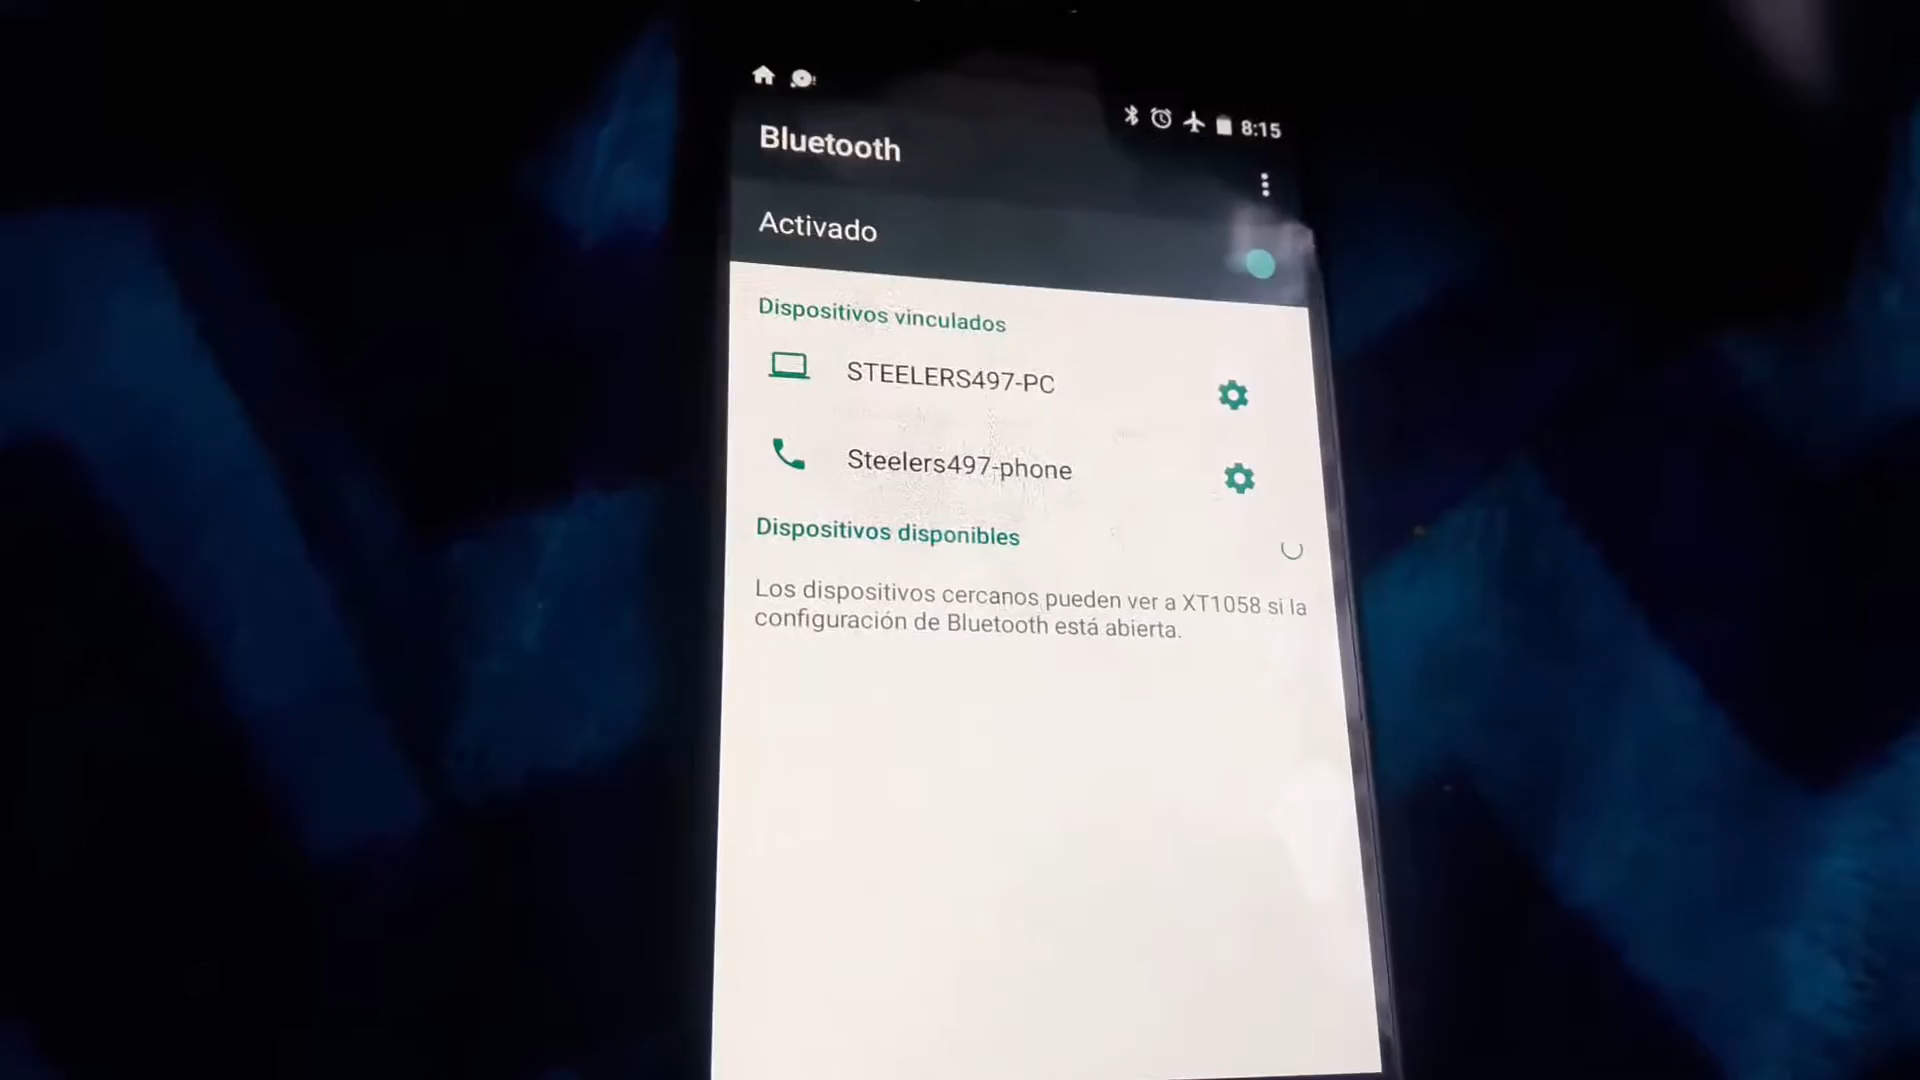 8:15
Bluetooth
Activado
Dispositivos vinculados
STEELERS497-PC
Steelers497-phone
Dispositivos disponibles
Los dispositivos cercanos pueden ver a XT1058 si la
configuración de Bluetooth está abierta.